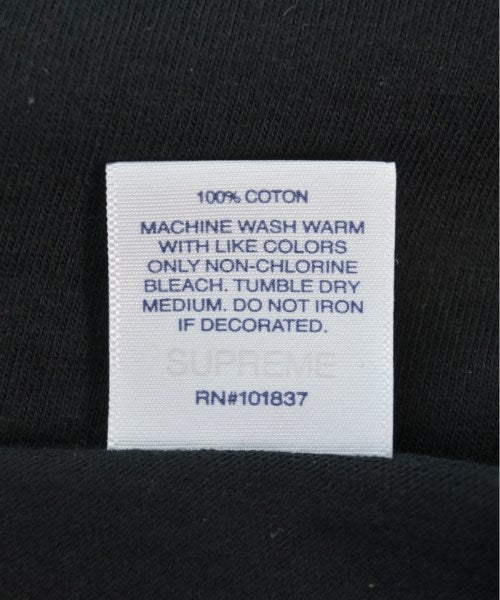 100% COTON
MACHINE WASH WARM
WITH LIKE COLORS
ONLY NON-CHLORINE
BLEACH. TUMBLE DRY
MEDIUM. DO NOT IRON
IF DECORATED.
SUPREME
RN#101837